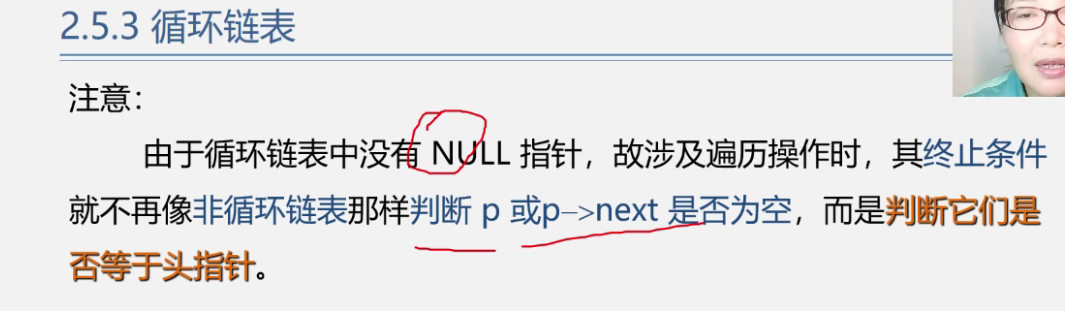 2.5.3 循环链表
注意：
由于循环链表中没有 NULL 指针，故涉及遍历操作时，其终止条件
就不再像非循环链表那样判断 p 或p->next 是否为空，而是判断它们是
否等于头指针。